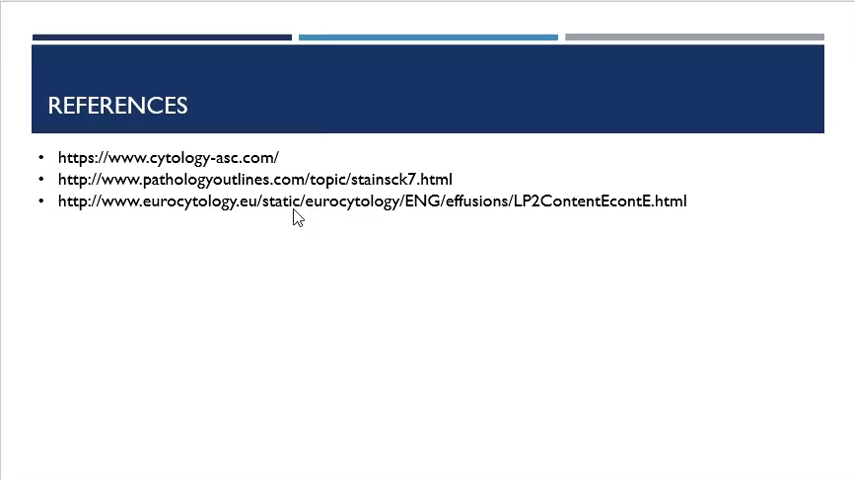 REFERENCES
• https://www.cytology-asc.com/
• http://www.pathologyoutlines.com/topic/stainsck7.html
• http://www.eurocytology.eu/static/eurocytology/ENG/effusions/LP2ContentEcontE.html